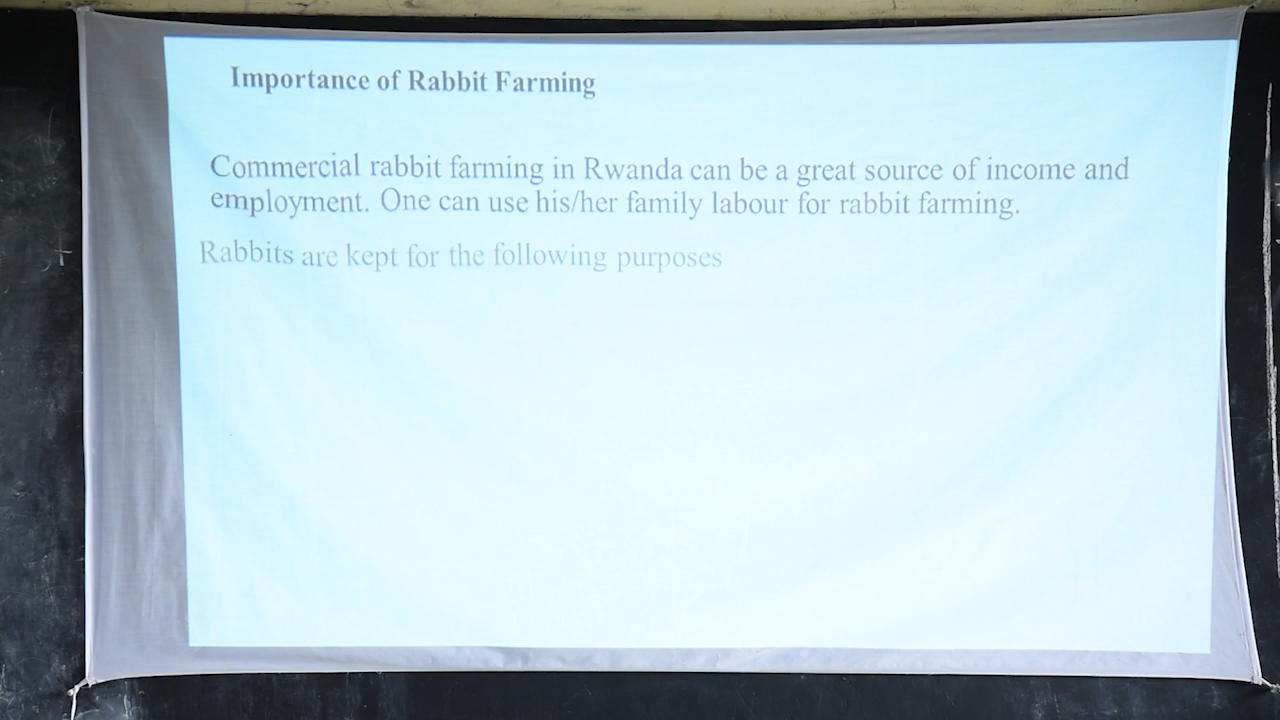 Importance of Rabbit Farming
Commercial rabbit farming in Rwanda can be a great source of income and
employment. One can use his/her family labour for rabbit farming.
Rabbits are kept for the following purposes